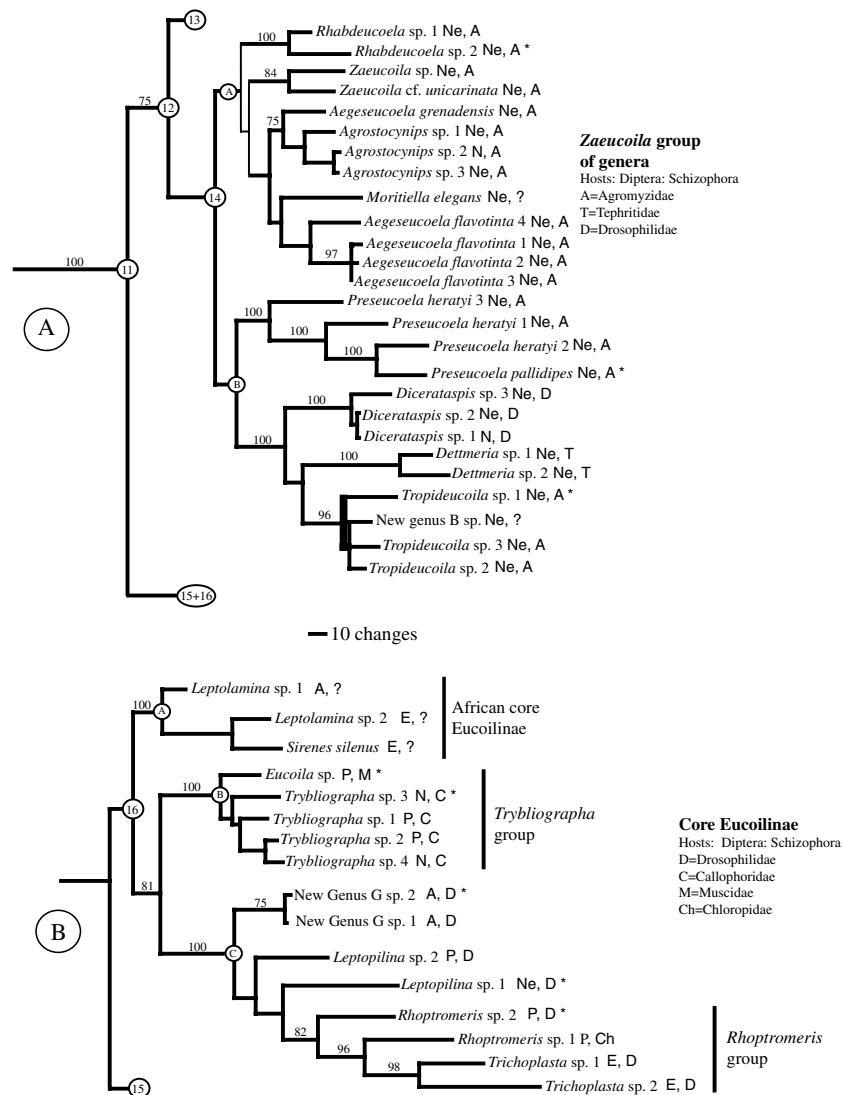 13
Rhabdeucoela sp. 1 Ne, A
100
Rhabdeucoela sp. 2 Ne, A *
Zaeucoila sp. Ne, A
84
A
Zaeucoila cf. unicarinata Ne, A
75
12
Aegeseucoela grenadensis Ne, A
75
Agrostocynips sp. 1 Ne, A
Agrostocynips sp. 2 N, A
Agrostocynips sp. 3 Ne, A
Zaeucoila group
of genera
Hosts: Diptera: Schizophora
A=Agromyzidae
T=Tephritidae
D=Drosophilidae
14
Moritiella elegans Ne, ?
Aegeseucoela flavotinta 4 Ne, A
Aegeseucoela flavotinta 1 Ne, A
97
Aegeseucoela flavotinta 2 Ne, A
100
11
Aegeseucoela flavotinta 3 Ne, A
Preseucoela heratyi 3 Ne, A
A
100
Preseucoela heratyi 1 Ne, A
100
Preseucoela heratyi 2 Ne, A
100
Preseucoela pallidipes Ne, A *
B
Dicerataspis sp. 3 Ne, D
100
Dicerataspis sp. 2 Ne, D
Dicerataspis sp. 1 N, D
100
Dettmeria sp. 1 Ne, T
100
Dettmeria sp. 2 Ne, T
Tropideucoila sp. 1 Ne, A *
96
New genus B sp. Ne, ?
Tropideucoila sp. 3 Ne, A
Tropideucoila sp. 2 Ne, A
15+16
10 changes
Leptolamina sp. 1 A, ?
100
A
Leptolamina sp. 2 E, ?
Sirenes silenus E, ?
African core
Eucoilinae
Eucoila sp. P, M *
100
B
Trybliographa sp. 3 N, C *
16
Trybliographa sp. 1 P, C
Trybliographa sp. 2 P, C
Trybliographa sp. 4 N, C
Trybliographa
group
Core Eucoilinae
Hosts: Diptera: Schizophora
D=Drosophilidae
C=Callophoridae
M=Muscidae
Ch=Chloropidae
81
New Genus G sp. 2 A, D *
75
New Genus G sp. 1 A, D
B
100
C
Leptopilina sp. 2 P, D
Leptopilina sp. 1 Ne, D *
Rhoptromeris sp. 2 P, D *
82
Rhoptromeris sp. 1 P, Ch
96
Trichoplasta sp. 1 E, D
98
Trichoplasta sp. 2 E, D
Rhoptromeris
group
15